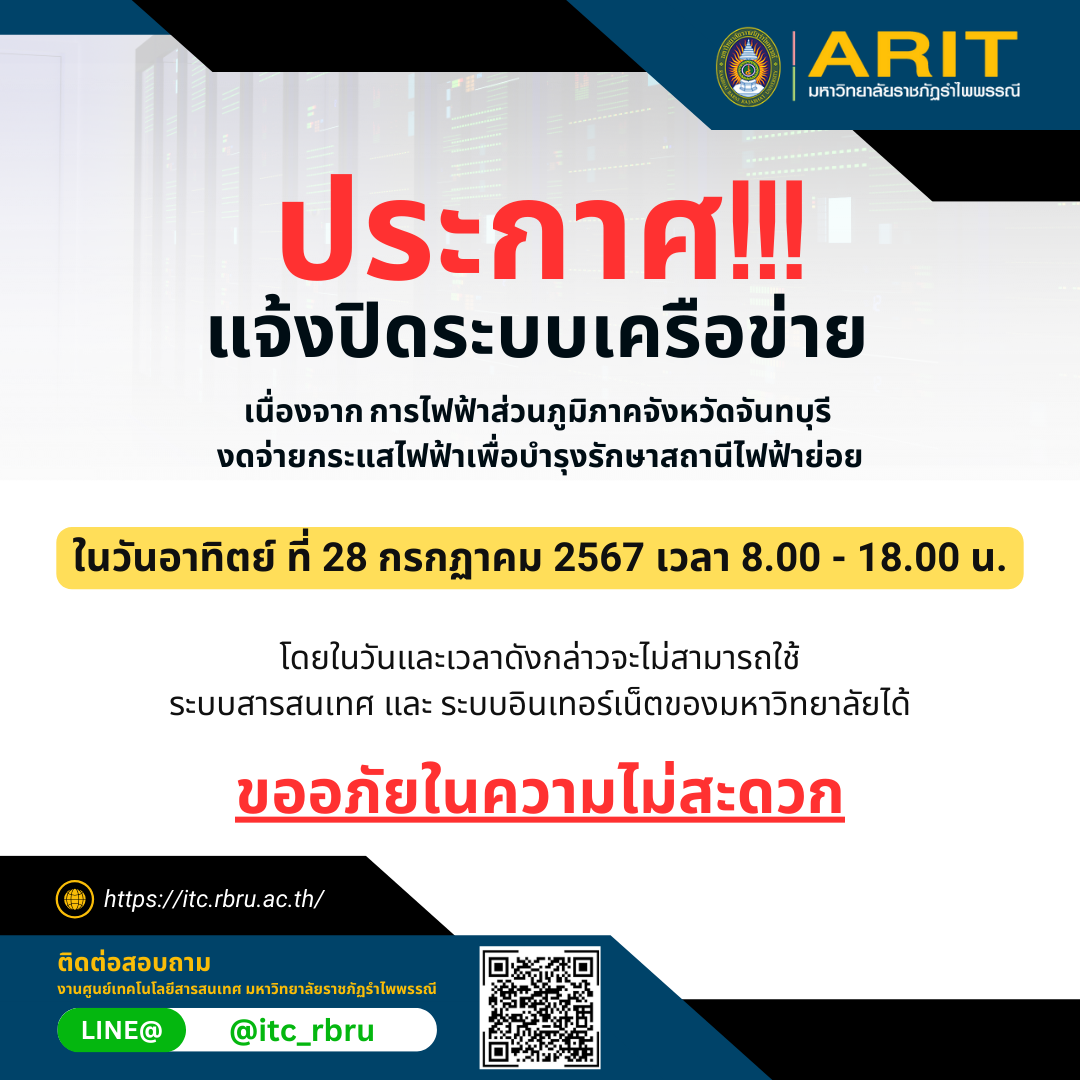 ARIT
มหาวิทยาลัยราชภัฏรำไพพรรณี
ประกาศ!!!
แจ้งปิดระบบเครือข่าย
เนื่องจาก การไฟฟ้าส่วนภูมิภาคจังหวัดจันทบุรี
งดจ่ายกระแสไฟฟ้าเพื่อบำรุงรักษาสถานีไฟฟ้าย่อย
ในวันอาทิตย์ ที่ 28 กรกฎาคม 2567 เวลา 8.00 - 18.00 น.
โดยในวันและเวลาดังกล่าวจะไม่สามารถใช้
ระบบสารสนเทศ และ ระบบอินเทอร์เน็ตของมหาวิทยาลัยได้
ขออภัยในความไม่สะดวก
https://itc.rbru.ac.th/
ติดต่อสอบถาม
งานศูนย์เทคโนโลยีสารสนเทศ มหาวิทยาลัยราชภัฏรำไพพรรณี
LINE@ @itc_rbru